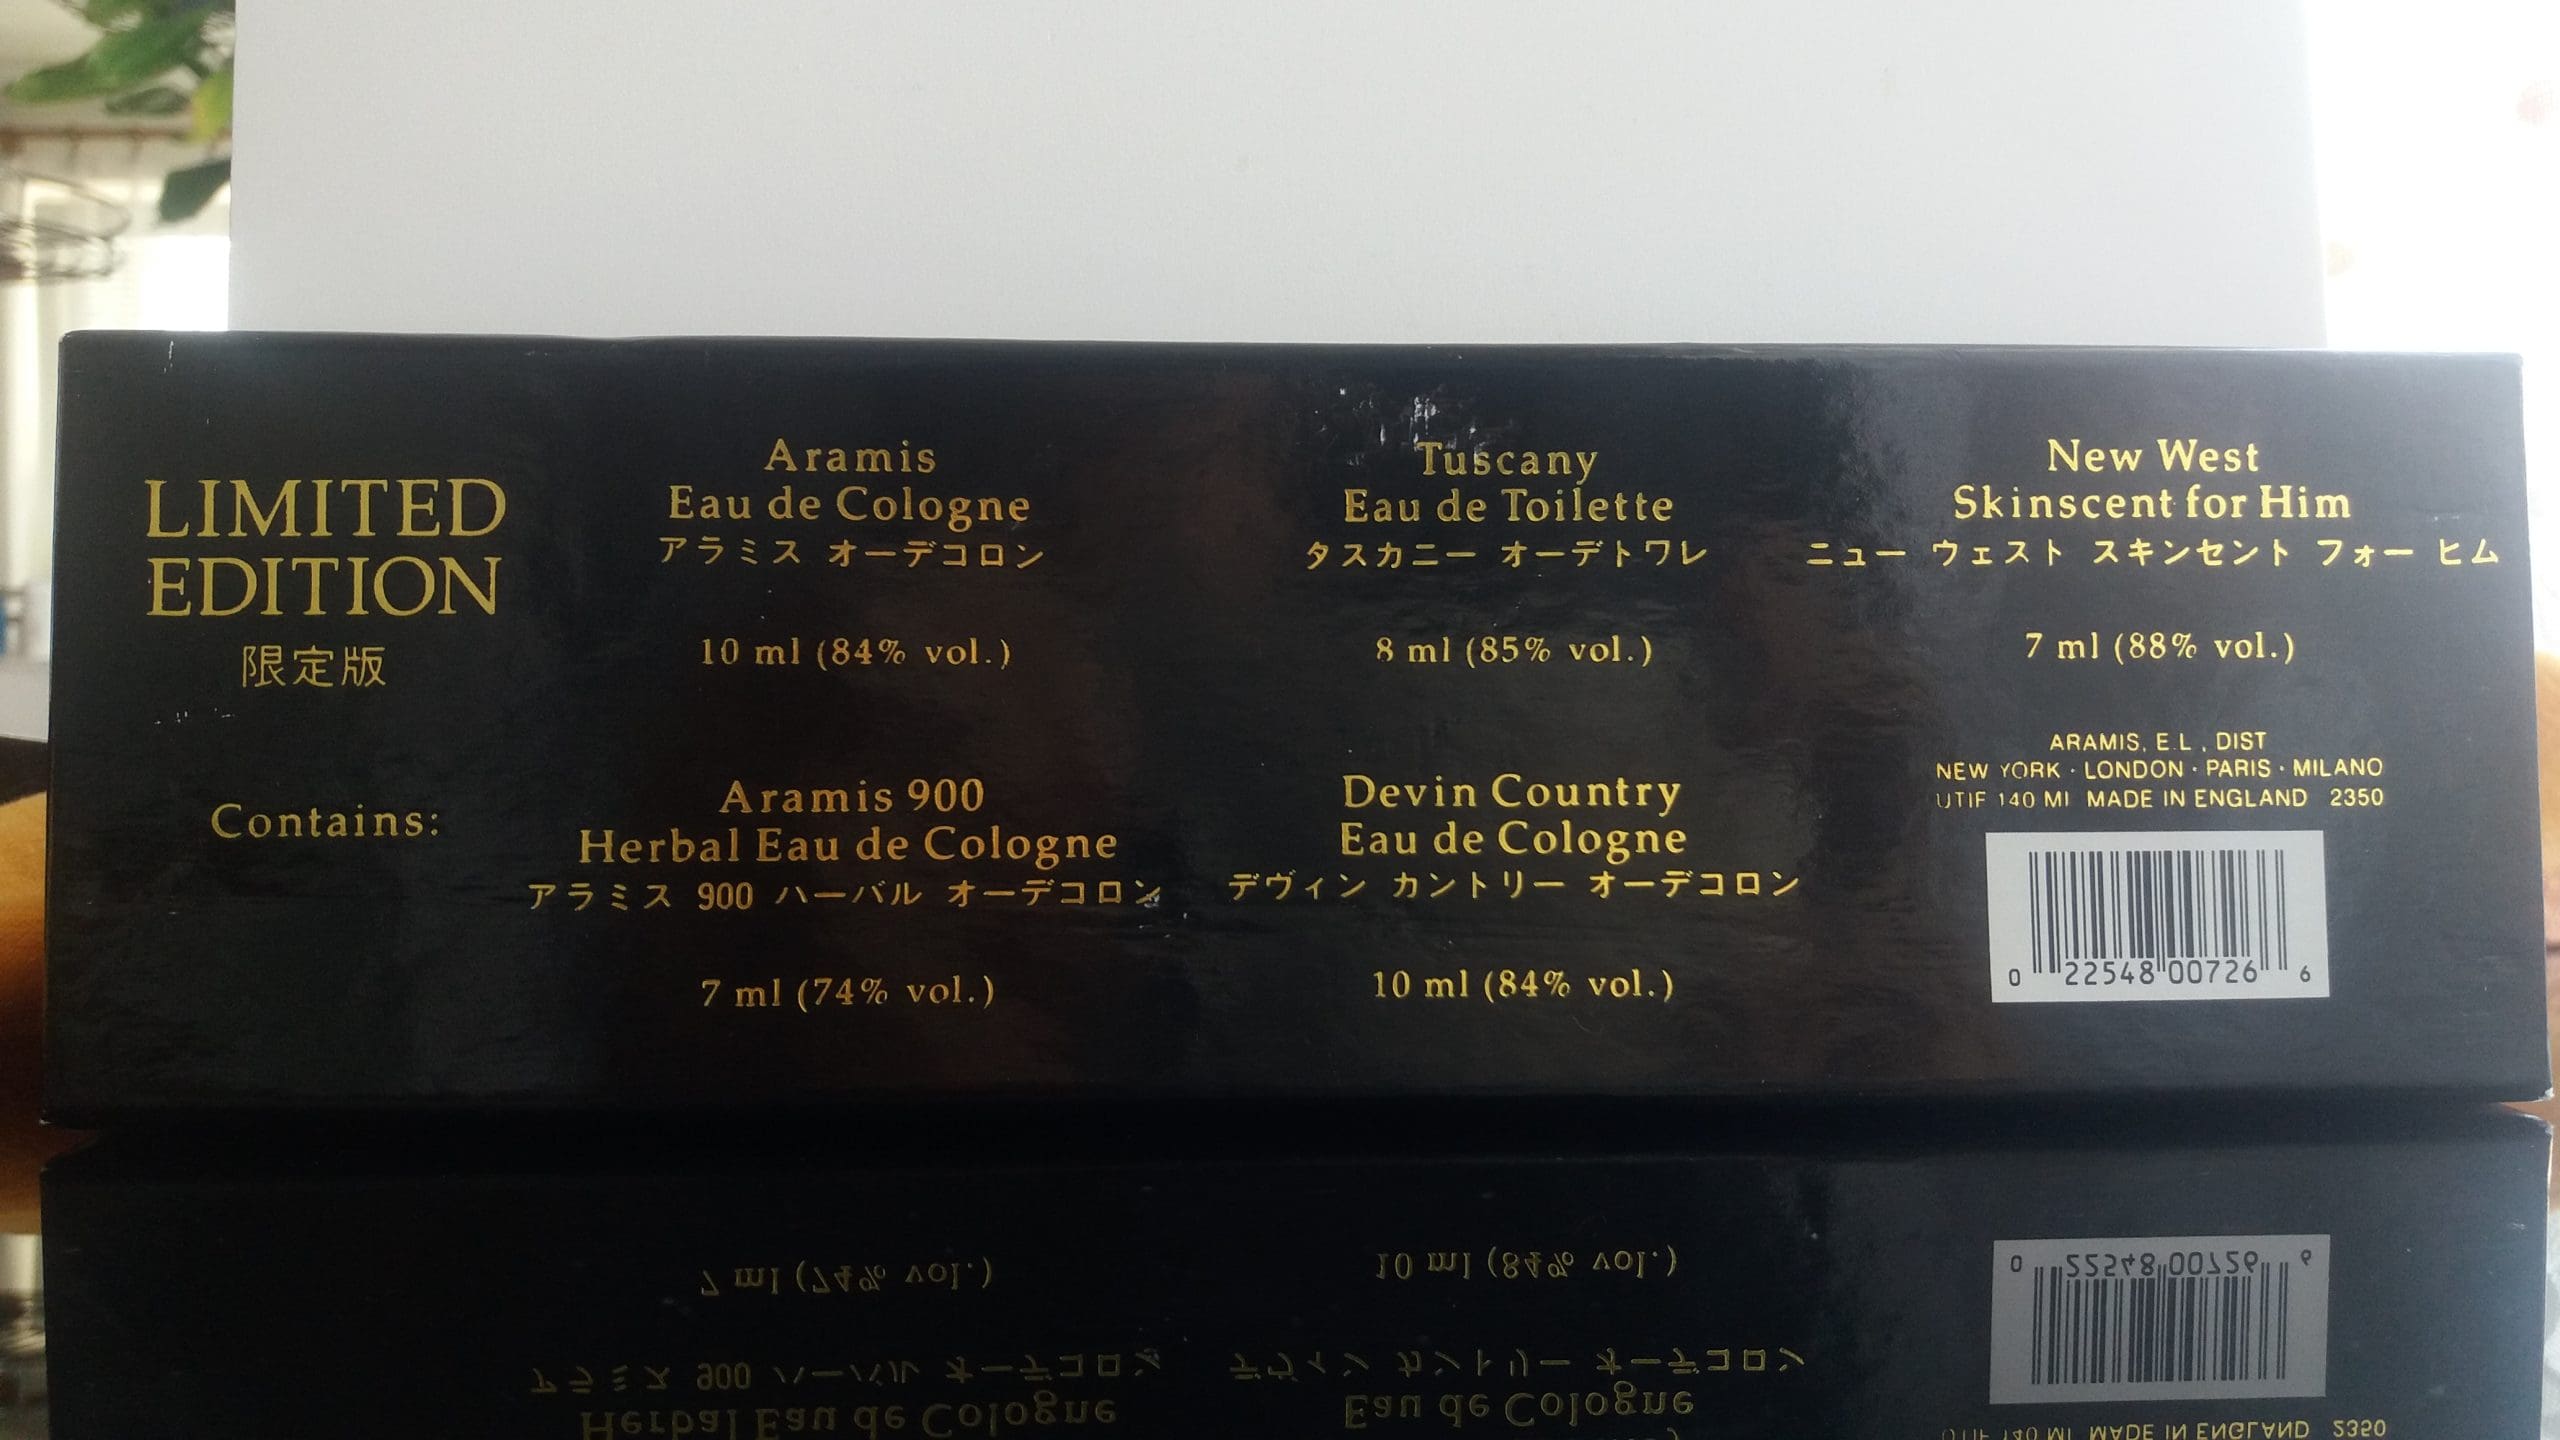 LIMITED
EDITION
限定版
Contains:
Aramis
Eau de Cologne
アラミス オーデコロン
10 ml (84% vol.)
Tuscany
Eau de Toilette
タスカニー オーデトワレ
8 ml (85% vol.)
New West
Skinscent for Him
ニュー ウェスト スキンセント フォー ヒム
7 ml (88% vol.)
Aramis 900
Herbal Eau de Cologne
アラミス 900 ハーバル オーデコロン
7 ml (74% vol.)
Devin Country
Eau de Cologne
デヴィン カントリー オーデコロン
10 ml (84% vol.)
ARAMIS, E.L., DIST
NEW YORK · LONDON · PARIS · MILANO
UTIF 140 MI MADE IN ENGLAND 2350
0 22548 00726 6